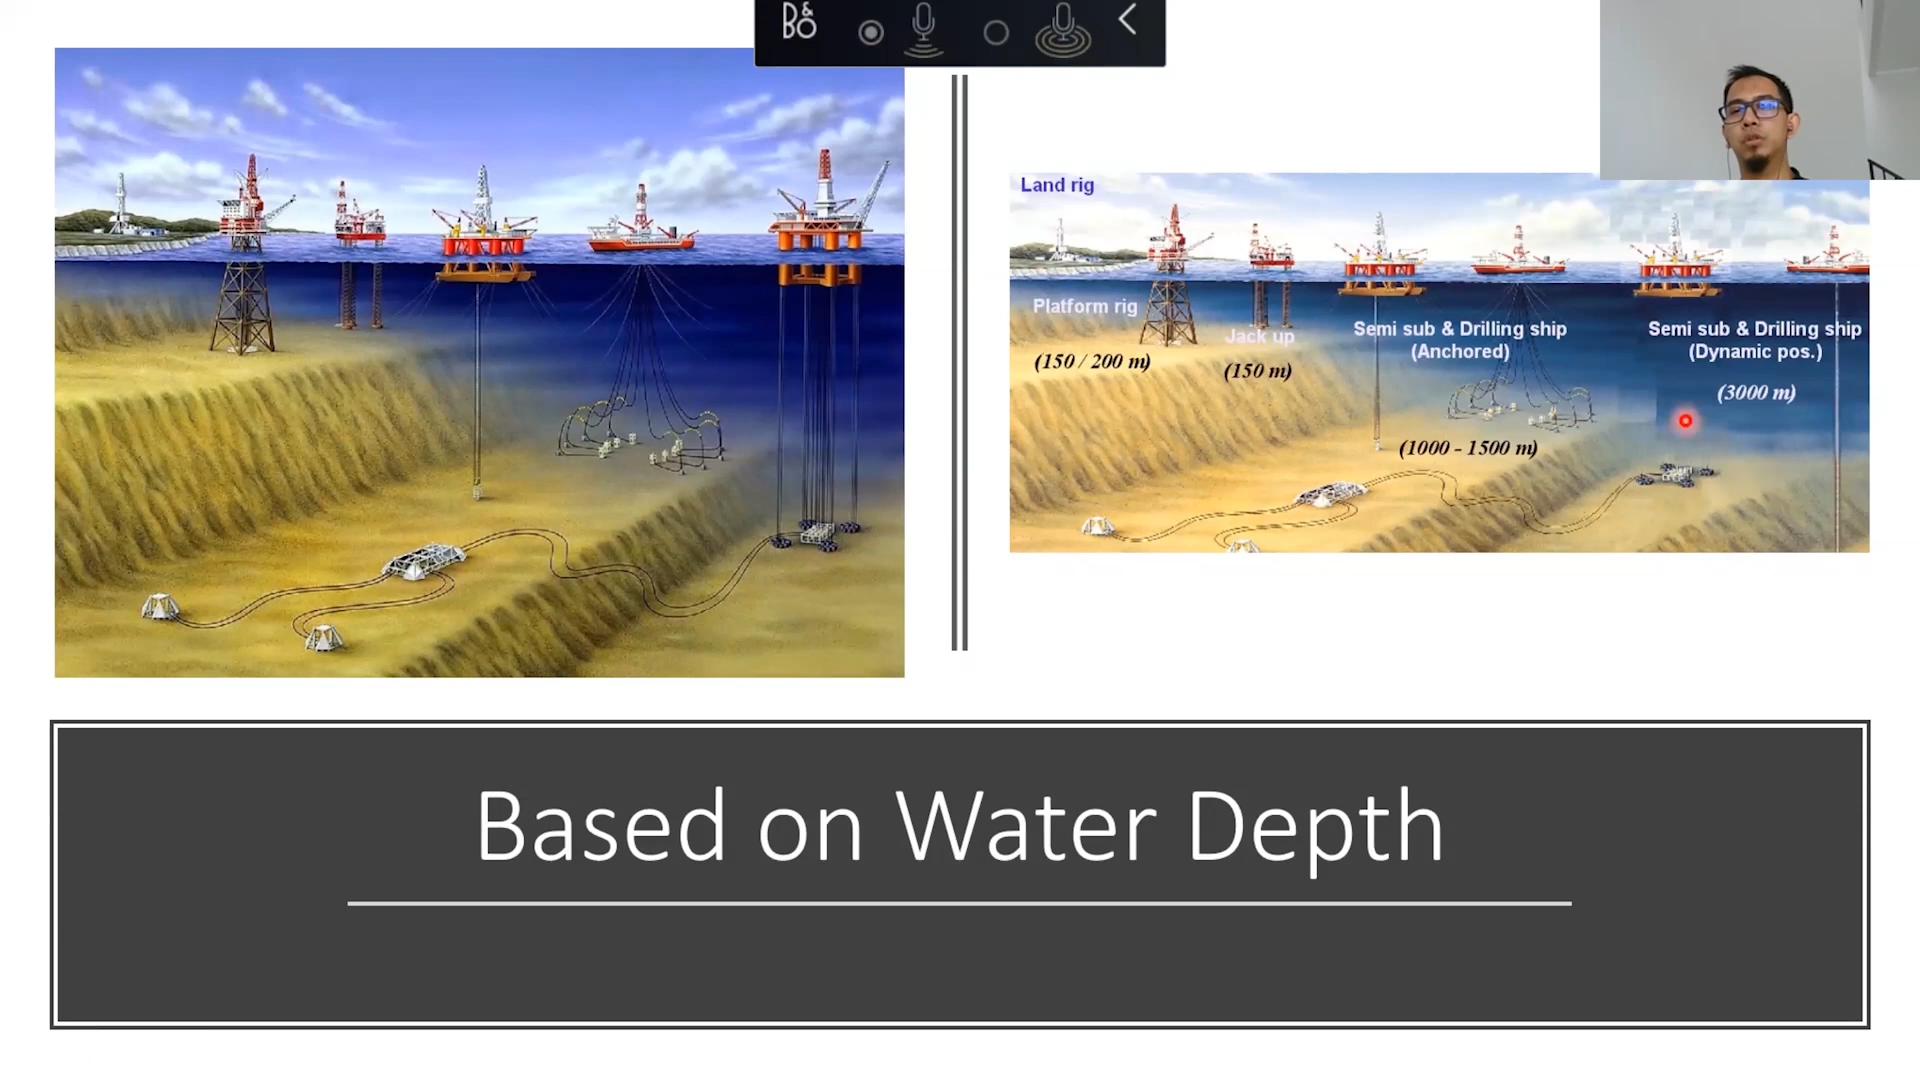 B&O
Land rig
Platform rig
(150 / 200 m)
Jack up
(150 m)
Semi sub & Drilling ship
(Anchored)
(1000 - 1500 m)
Semi sub & Drilling ship
(Dynamic pos.)
(3000 m)
Based on Water Depth